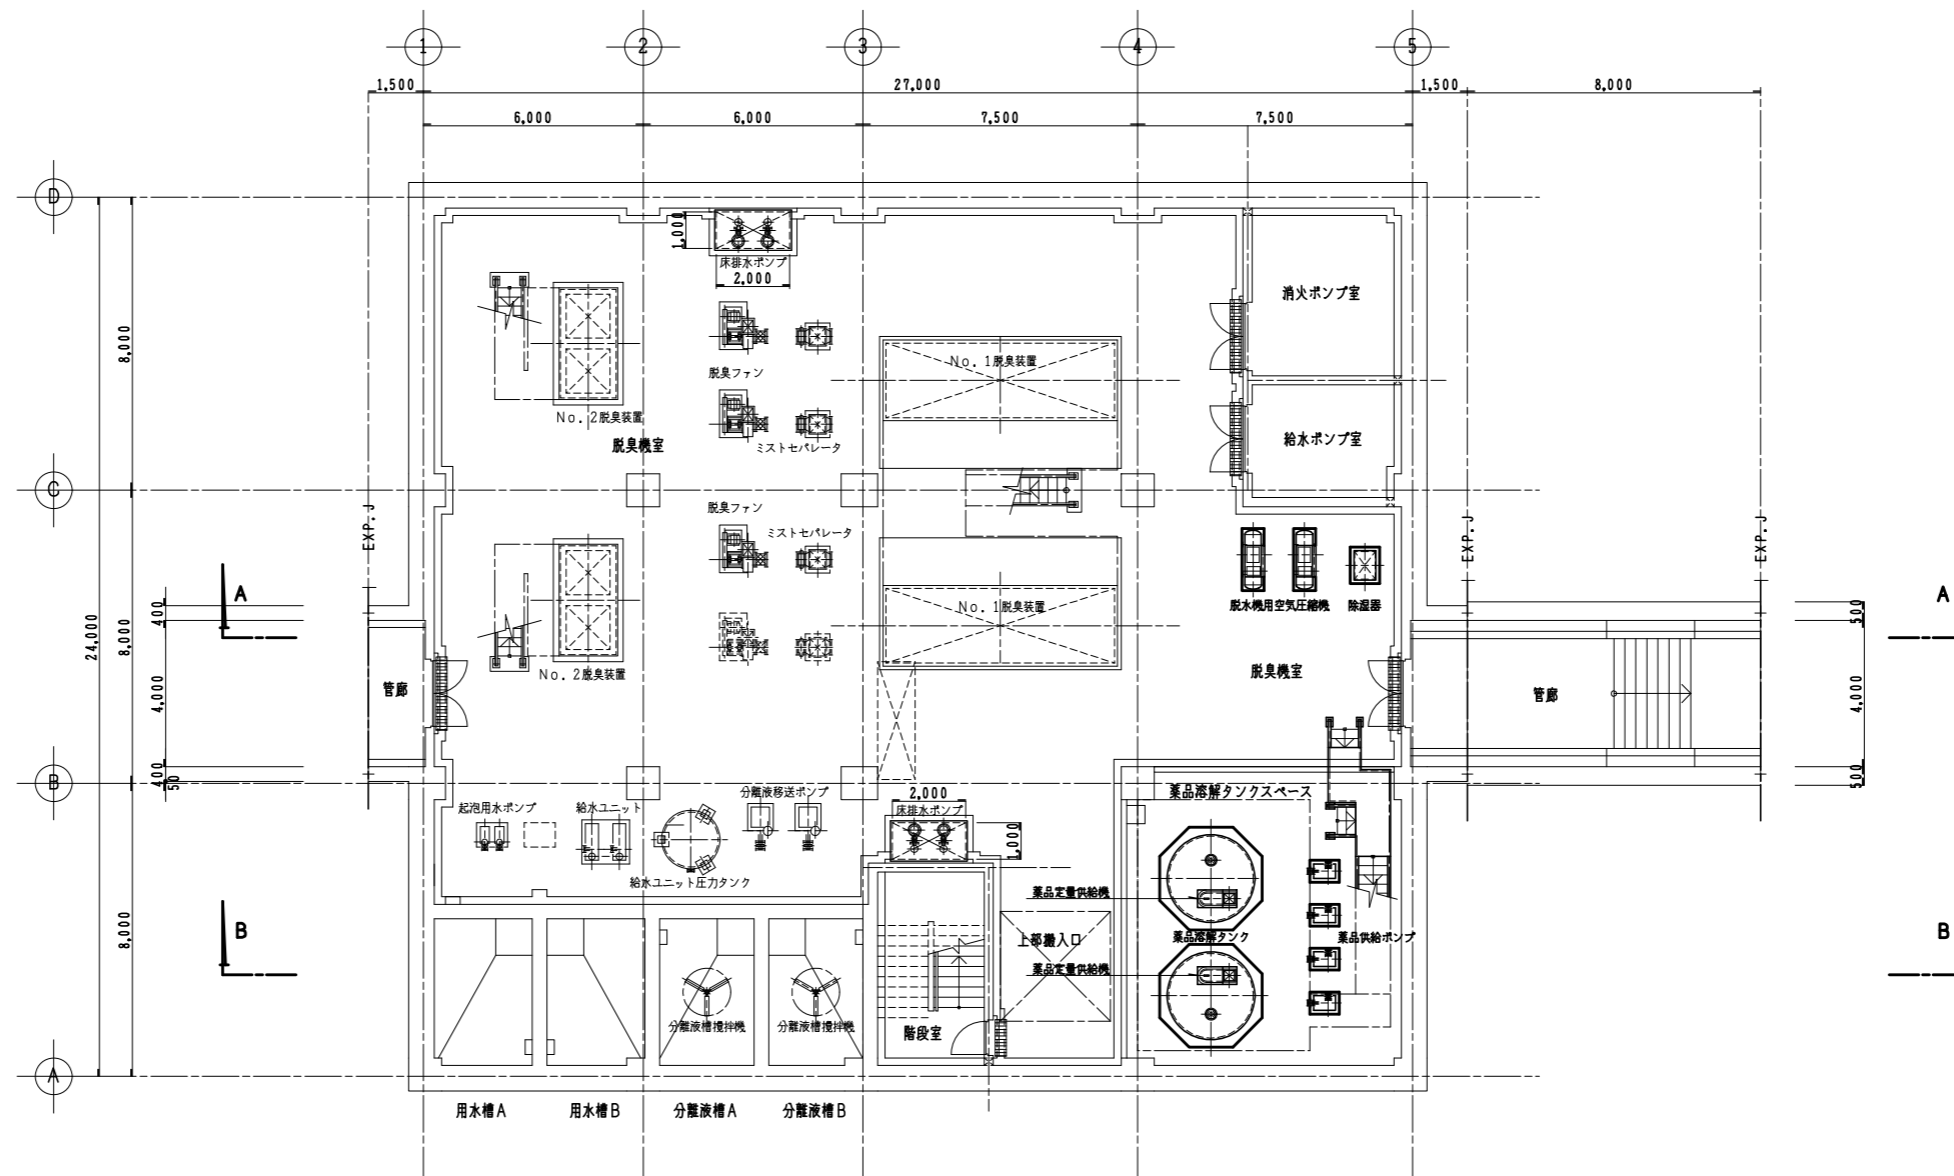 1 2 3 4 5
1,500 27,000 1,500 8,000
6,000 6,000 7,500 7,500
D
1,000
床排水ポンプ
2,000
消火ポンプ室
8,000
No. 1脱臭装置
脱臭ファン
No. 2脱臭装置
脱臭機室
ミストセパレータ
給水ポンプ室
C
脱臭ファン
ミストセパレータ
EXP.J
EXP.J
EXP.J
A
A
400
500
脱水機用空気圧縮機
除湿器
No. 1脱臭装置
24,000
8,000
脱臭機室
No. 2脱臭装置
管廊
管廊
4,000
4,000
B
400
50
500
起泡用水ポンプ
給水ユニット
分離液移送ポンプ
2,000
床排水ポンプ
1,000
薬品溶解タンクスペース
給水ユニット圧力タンク
薬品定量供給機
B
B
8,000
上部搬入口
薬品溶解タンク
薬品供給ポンプ
薬品定量供給機
分離液槽撹拌機
分離液槽撹拌機
階段室
A
用水槽A
用水槽B
分離液槽A
分離液槽B